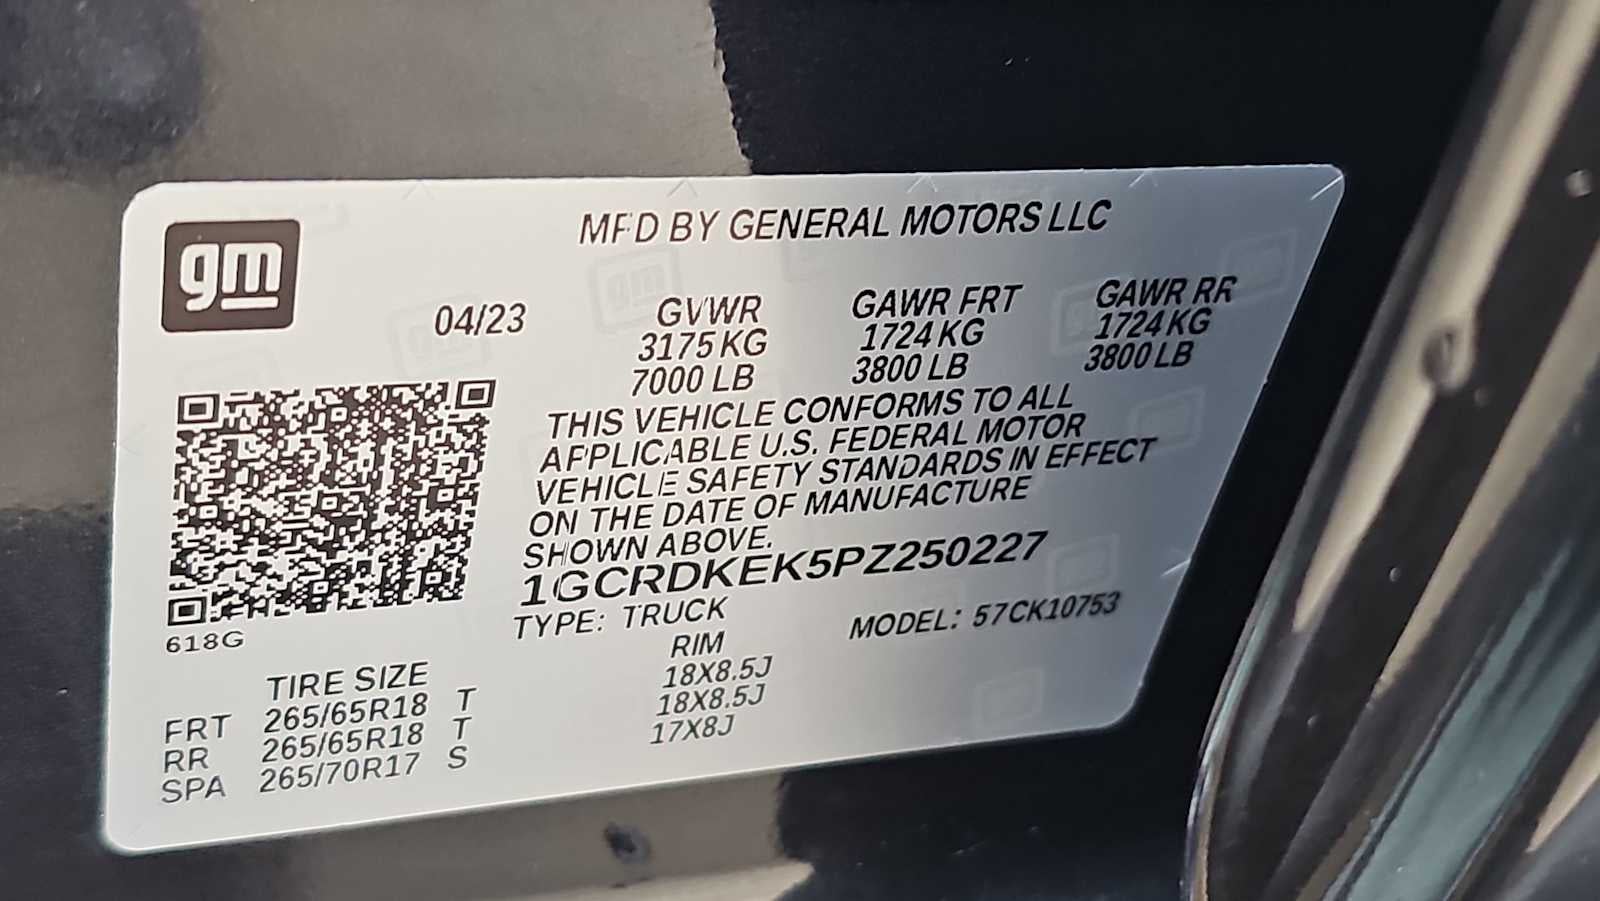 gm
MFD BY GENERAL MOTORS LLC
04/23 GVWR GAWR FRT GAWR RR
3175 KG 1724 KG 1724 KG
7000 LB 3800 LB 3800 LB
THIS VEHICLE CONFORMS TO ALL
APPLICABLE U.S. FEDERAL MOTOR
VEHICLE SAFETY STANDARDS IN EFFECT
ON THE DATE OF MANUFACTURE
SHOWN ABOVE.
1GCRDKEK5PZ250227
TYPE: TRUCK MODEL: 57CK10753
618G
TIRE SIZE RIM
FRT 265/65R18 T 18X8.5J
RR 265/65R18 T 18X8.5J
SPA 265/70R17 S 17X8J